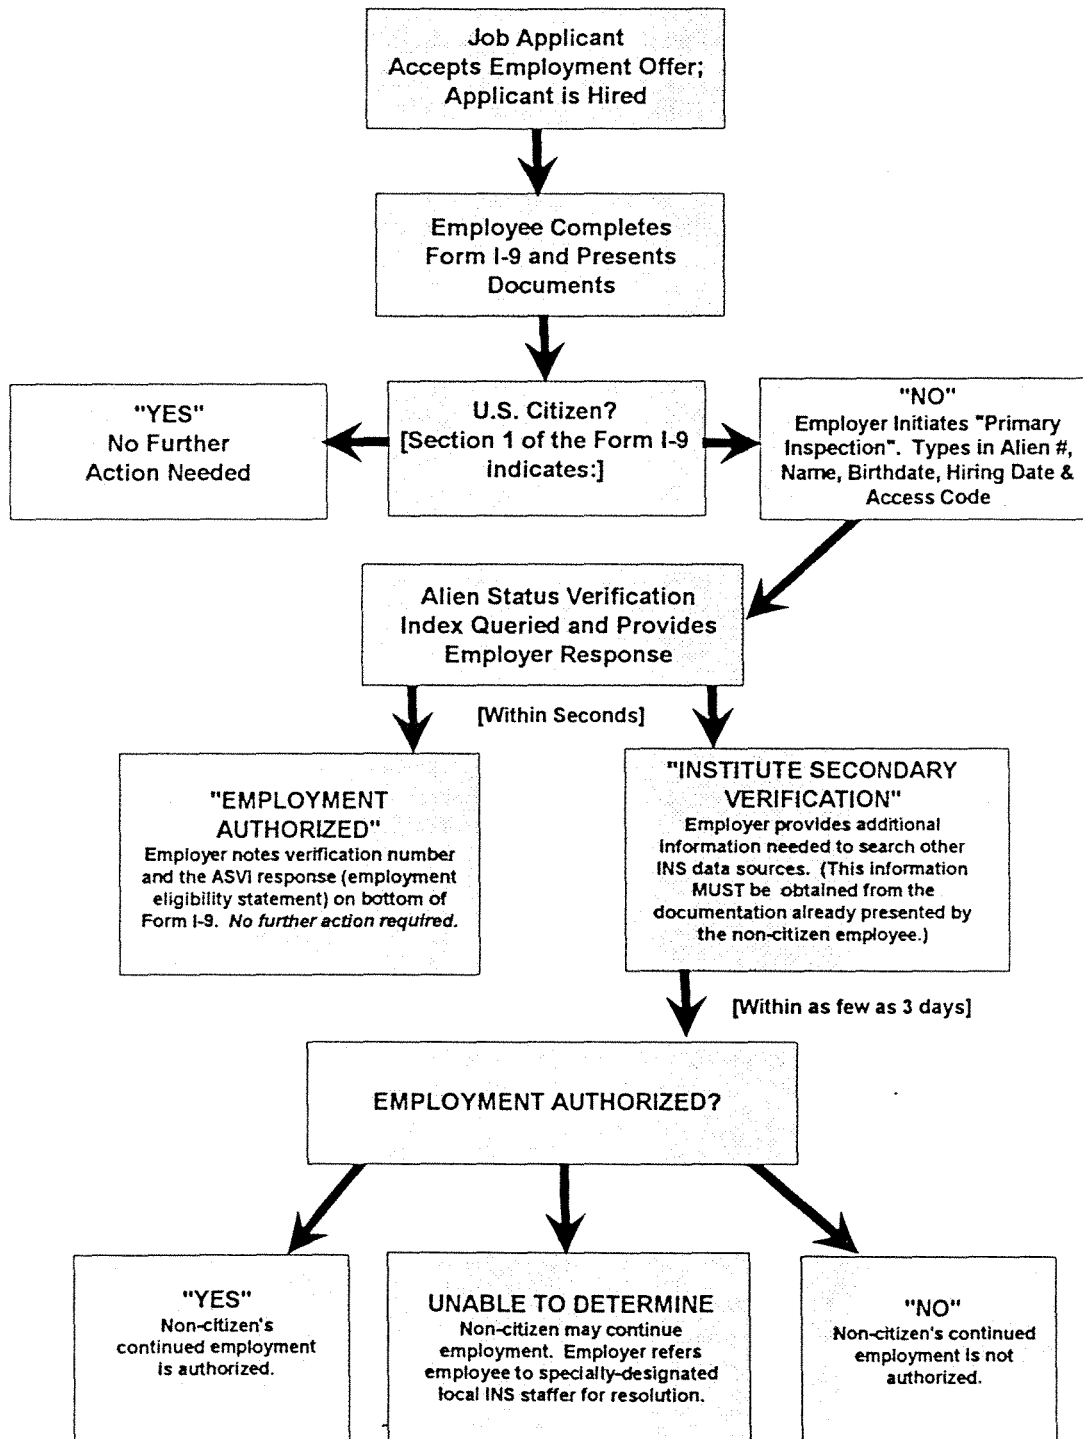 Job Applicant
Accepts Employment Offer;
Applicant is Hired
Employee Completes
Form I-9 and Presents
Documents
"YES"
No Further
Action Needed
U.S. Citizen?
[Section 1 of the Form I-9
indicates:]
"NO"
Employer Initiates "Primary
Inspection". Types in Alien #,
Name, Birthdate, Hiring Date &
Access Code
Alien Status Verification
Index Queried and Provides
Employer Response
[Within Seconds]
"EMPLOYMENT
AUTHORIZED"
Employer notes verification number
and the ASVI response (employment
eligibility statement) on bottom of
Form I-9. No further action required.
"INSTITUTE SECONDARY
VERIFICATION"
Employer provides additional
information needed to search other
INS data sources. (This information
MUST be obtained from the
documentation already presented by
the non-citizen employee.)
[Within as few as 3 days]
EMPLOYMENT AUTHORIZED?
"YES"
Non-citizen's
continued employment
is authorized.
UNABLE TO DETERMINE
Non-citizen may continue
employment. Employer refers
employee to specially-designated
local INS staffer for resolution.
"NO"
Non-citizen's continued
employment is not
authorized.